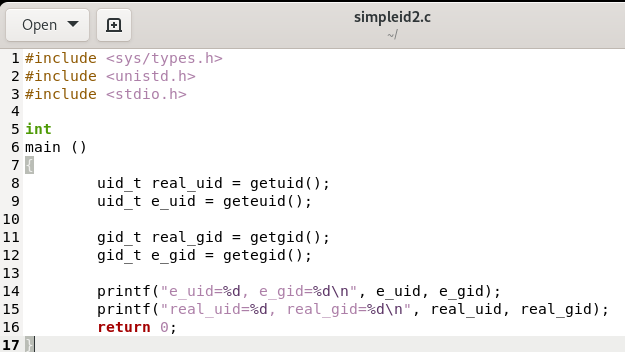 Open
simpleid2.c
~/
1 #include <sys/types.h>
2 #include <unistd.h>
3 #include <stdio.h>
4
5 int
6 main ()
7 {
8         uid_t real_uid = getuid();
9         uid_t e_uid = geteuid();
10
11         gid_t real_gid = getgid();
12         gid_t e_gid = getegid();
13
14         printf("e_uid=%d, e_gid=%d\n", e_uid, e_gid);
15         printf("real_uid=%d, real_gid=%d\n", real_uid, real_gid);
16         return 0;
17 }